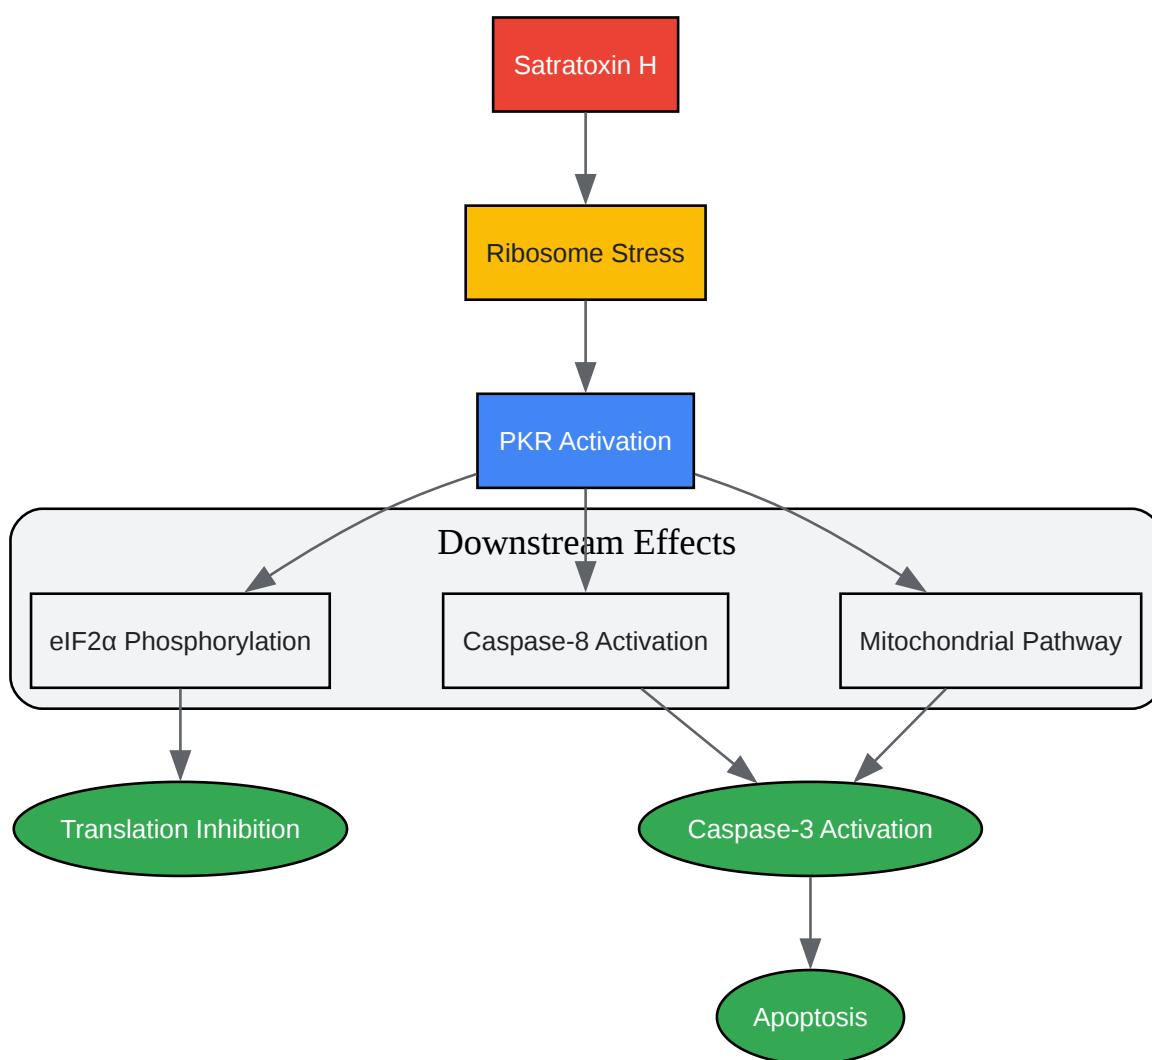 Satratoxin H
Ribosome Stress
PKR Activation
Downstream Effects
eIF2α Phosphorylation
Caspase-8 Activation
Mitochondrial Pathway
Translation Inhibition
Caspase-3 Activation
Apoptosis